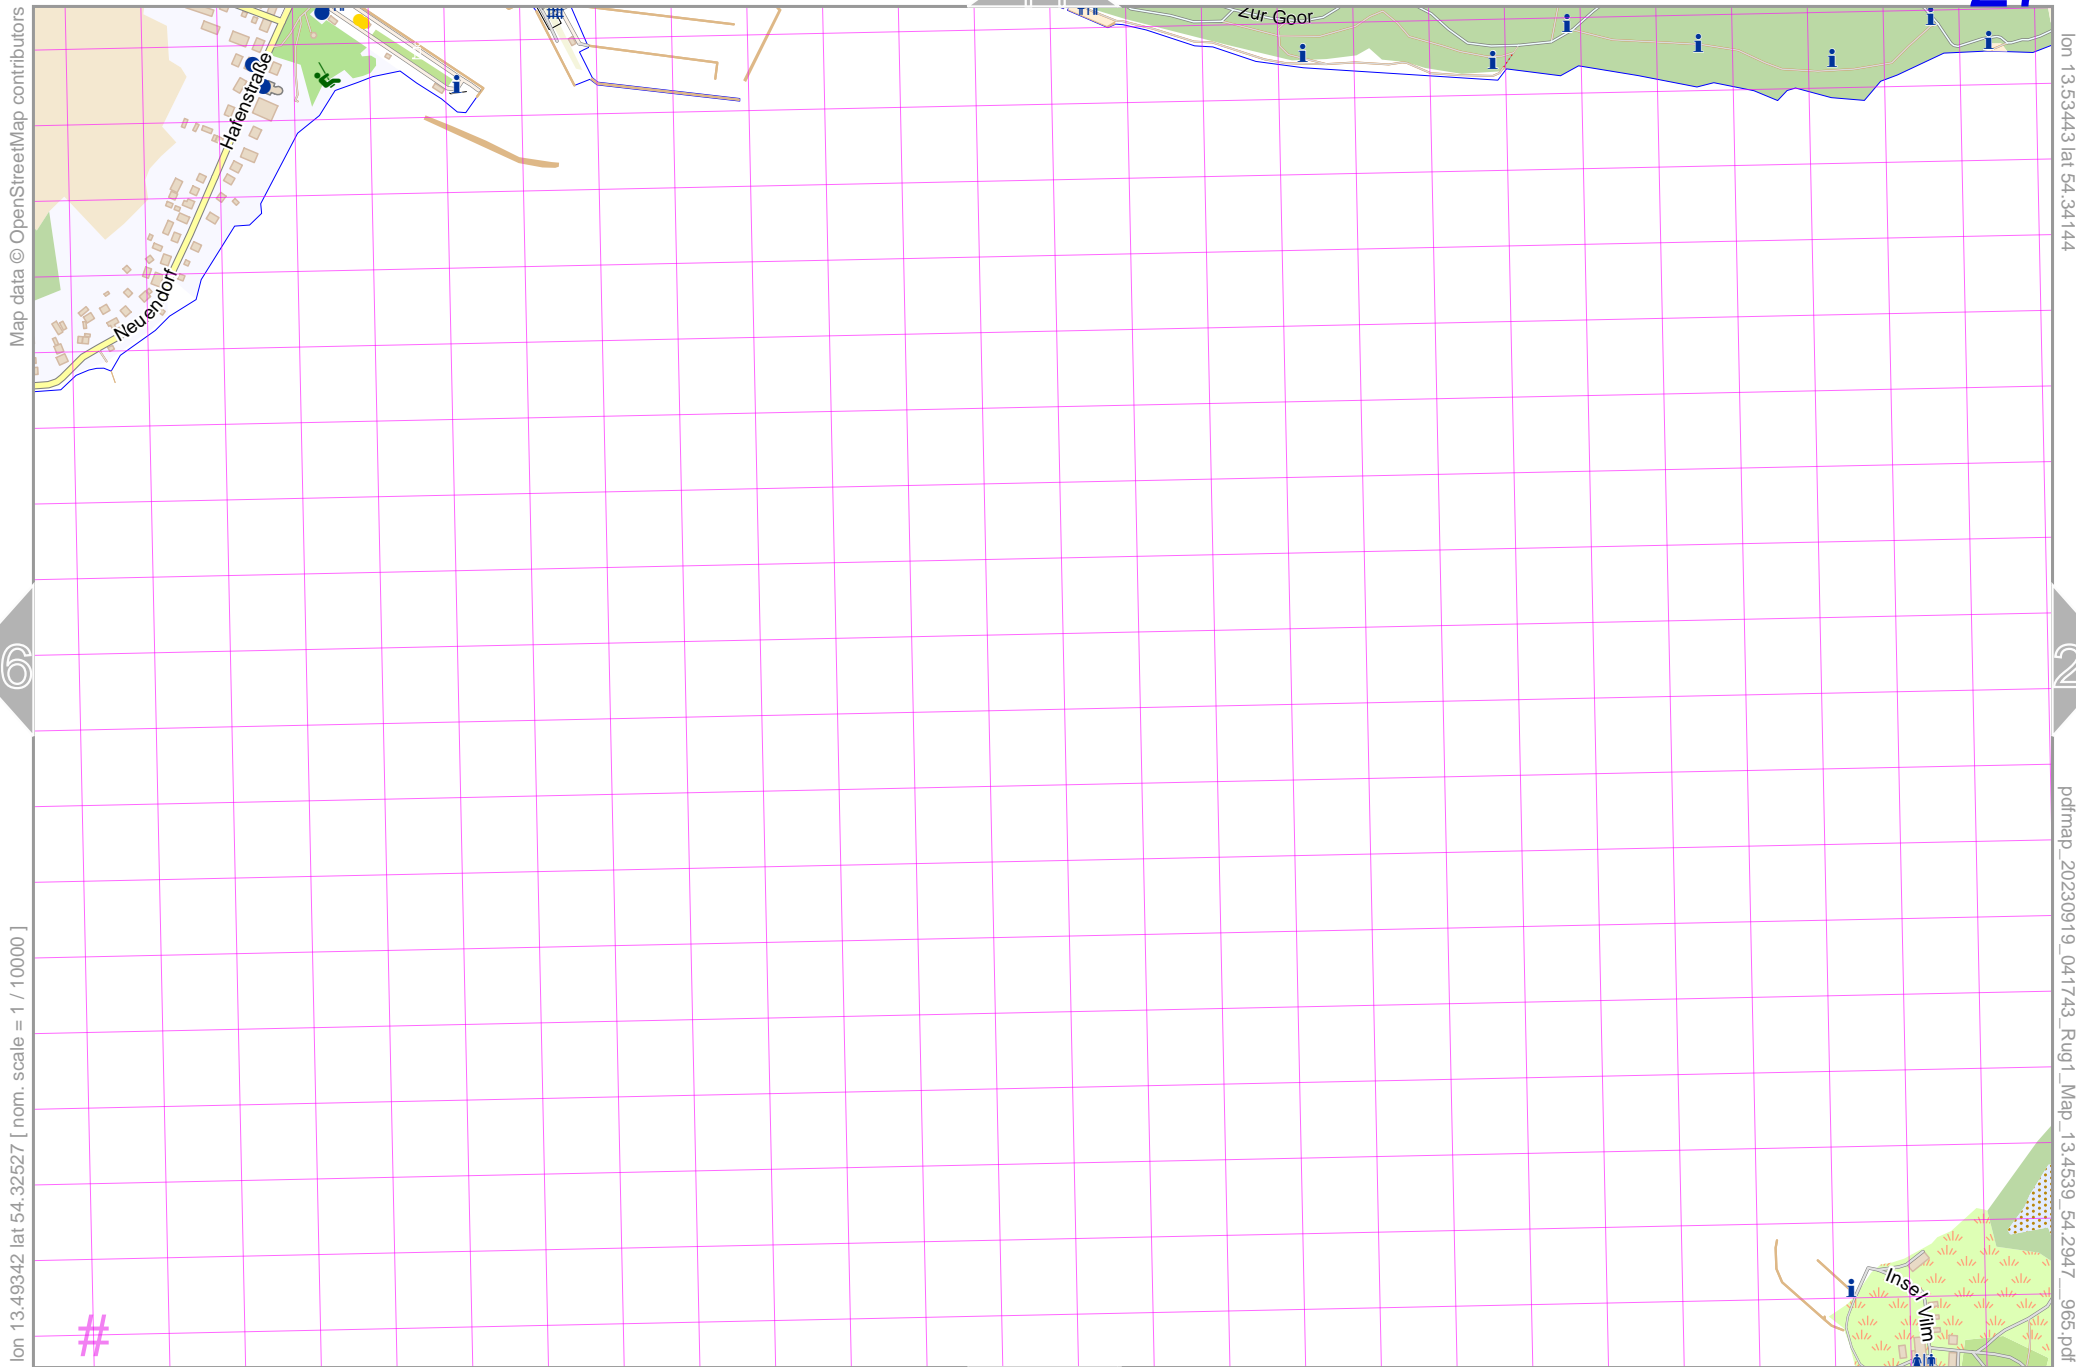 Map data © OpenStreetMap contributors
lon 13.49342 lat 54.32527 [ nom. scale = 1 / 10000 ]
lon 13.53443 lat 54.34144
pdfmap_20230919_041743_Rug1_Map_13.4539_54.2947__965.pdf
Zur Goor
Hafenstraße
Neuendorf
6
2
Insel Vilm
#